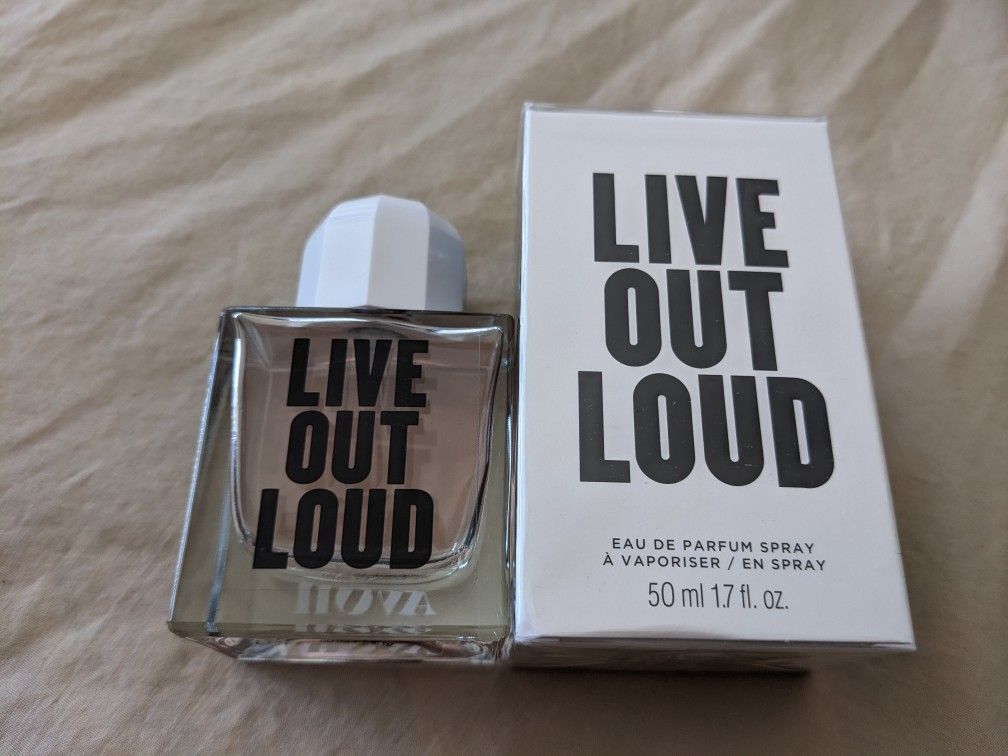 LIVE
OUT
LOUD
LIVE
OUT
LOUD
EAU DE PARFUM SPRAY
À VAPORISER / EN SPRAY
50 ml 1.7 fl. oz.